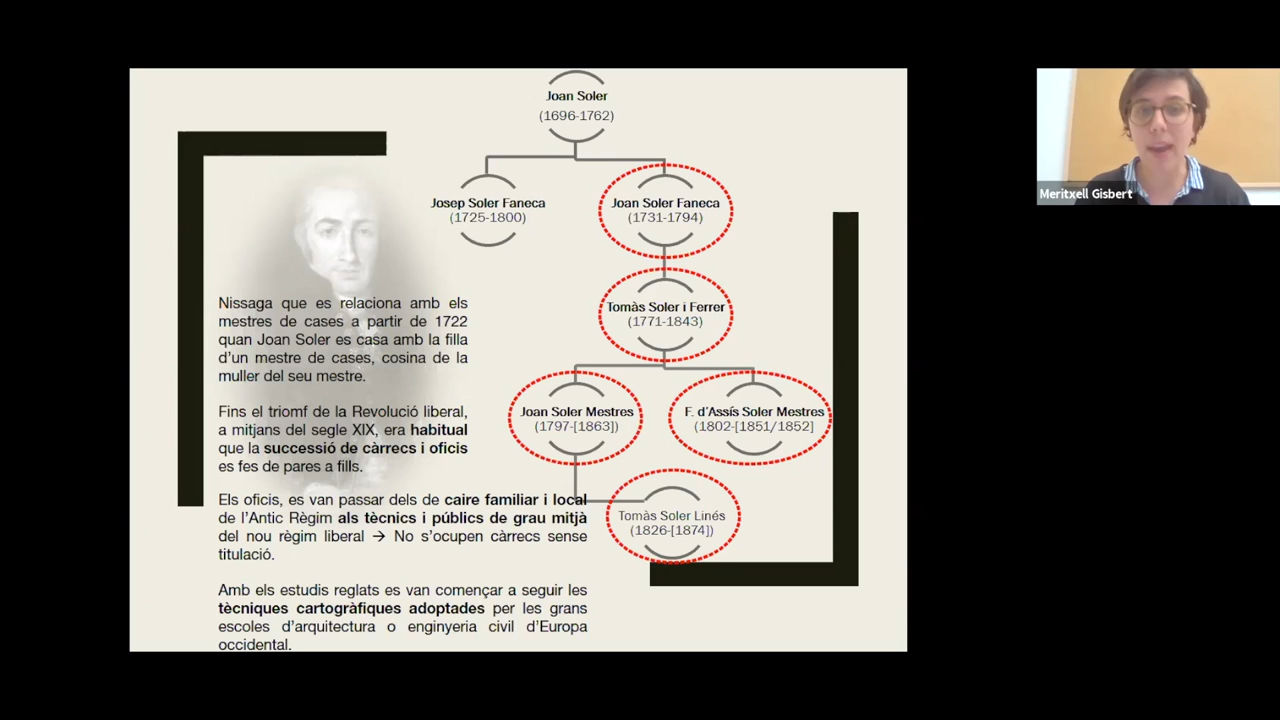 Joan Soler
(1696-1762)
Josep Soler Faneca
(1725-1800)
Joan Soler Faneca
(1731-1794)
Tomàs Soler i Ferrer
(1771-1843)
Joan Soler Mestres
(1797-[1863])
F. d'Assís Soler Mestres
(1802-[1851/1852]
Tomàs Soler Linés
(1826-[1874])
Nissaga que es relaciona amb els
mestres de cases a partir de 1722
quan Joan Soler es casa amb la filla
d'un mestre de cases, cosina de la
muller del seu mestre.
Fins el triomf de la Revolució liberal,
a mitjans del segle XIX, era habitual
que la successió de càrrecs i oficis
es fes de pares a fills.
Els oficis, es van passar dels de caire familiar i local
de l'Antic Règim als tècnics i públics de grau mitjà
del nou règim liberal → No s'ocupen càrrecs sense
titulació.
Amb els estudis reglats es van començar a seguir les
tècniques cartogràfiques adoptades per les grans
escoles d'arquitectura o enginyeria civil d'Europa
occidental.
Meritxell Gisbert